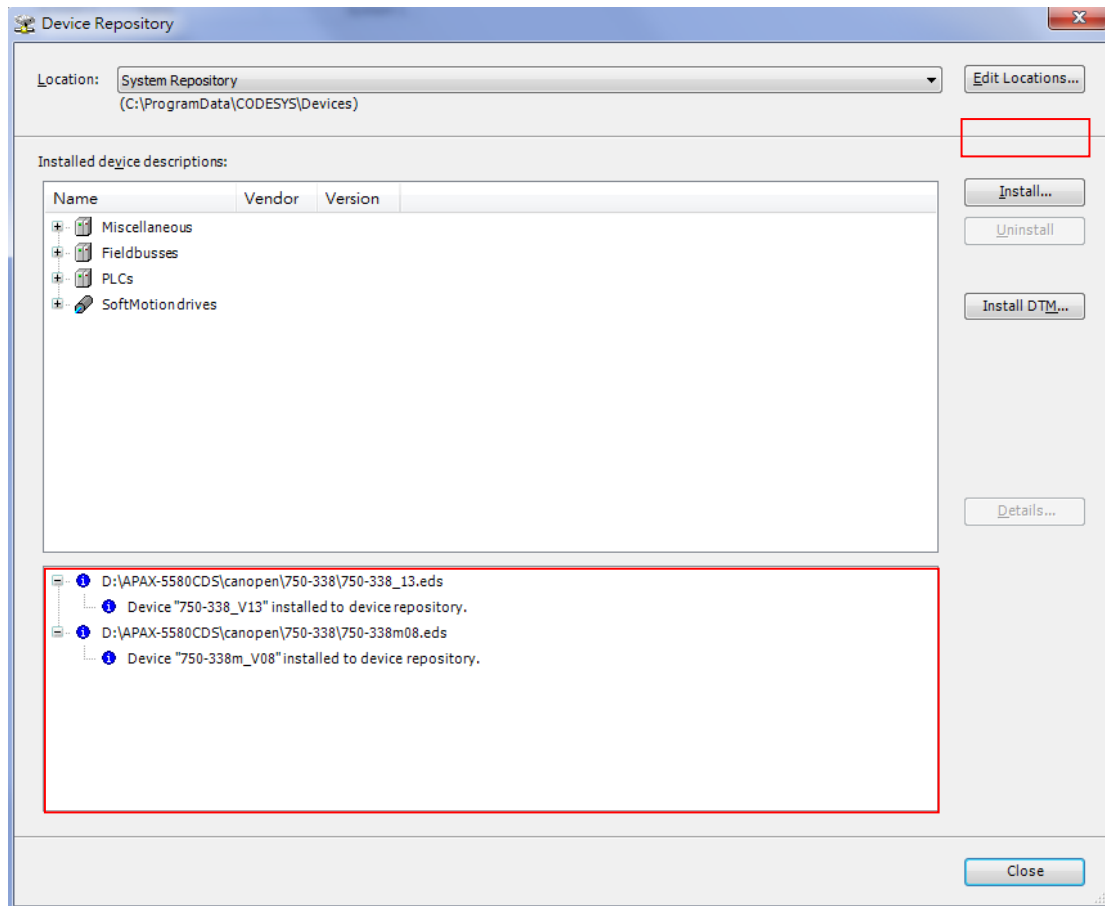 Device Repository
Location: System Repository Edit Locations...
(C:\ProgramData\CODESYS\Devices)
Installed device descriptions:
Name Vendor Version Install...
Miscellaneous Uninstall
Fieldbusses
PLCs
SoftMotion drives Install DTM...
Details...
D:\APAX-5580CDS\canopen\750-338\750-338_13.eds
Device "750-338_V13" installed to device repository.
D:\APAX-5580CDS\canopen\750-338\750-338m08.eds
Device "750-338m_V08" installed to device repository.
Close